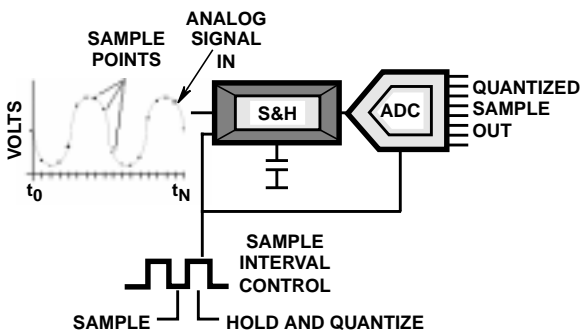 ANALOG
SIGNAL
IN
SAMPLE
POINTS
VOLTS
t0
tN
S&H
ADC
QUANTIZED
SAMPLE
OUT
SAMPLE
INTERVAL
CONTROL
SAMPLE
HOLD AND QUANTIZE